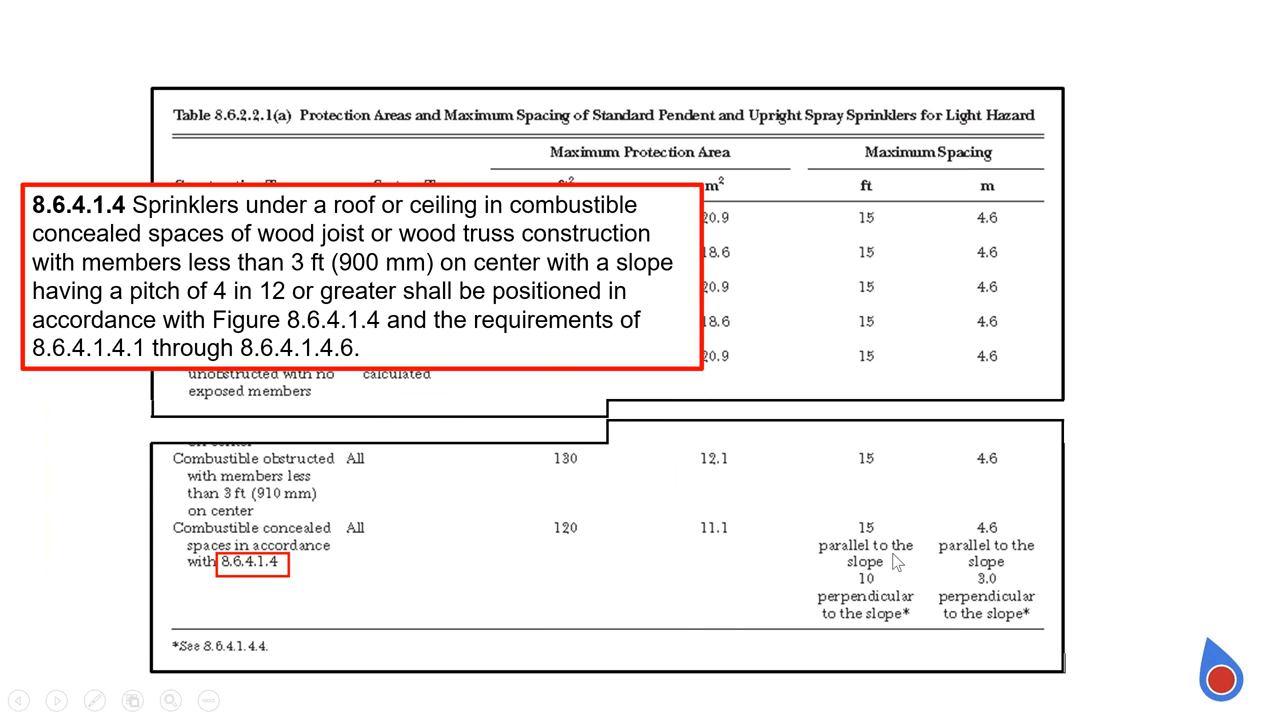 Table 8.6.2.2.1(a) Protection Areas and Maximum Spacing of Standard Pendent and Upright Spray Sprinklers for Light Hazard
Maximum Protection Area Maximum Spacing
m2 ft m
8.6.4.1.4 Sprinklers under a roof or ceiling in combustible
concealed spaces of wood joist or wood truss construction
with members less than 3 ft (900 mm) on center with a slope
having a pitch of 4 in 12 or greater shall be positioned in
accordance with Figure 8.6.4.1.4 and the requirements of
8.6.4.1.4.1 through 8.6.4.1.4.6.
20.9 15 4.6
18.6 15 4.6
20.9 15 4.6
18.6 15 4.6
20.9 15 4.6
unobstructed with no calculated
exposed members
on center
Combustible obstructed All 130 12.1 15 4.6
with members less
than 3 ft (910 mm)
on center
Combustible concealed All 120 11.1 15 4.6
spaces in accordance parallel to the parallel to the
with 8.6.4.1.4 slope slope
10 3.0
perpendicular perpendicular
to the slope* to the slope*
*See 8.6.4.1.4.4.